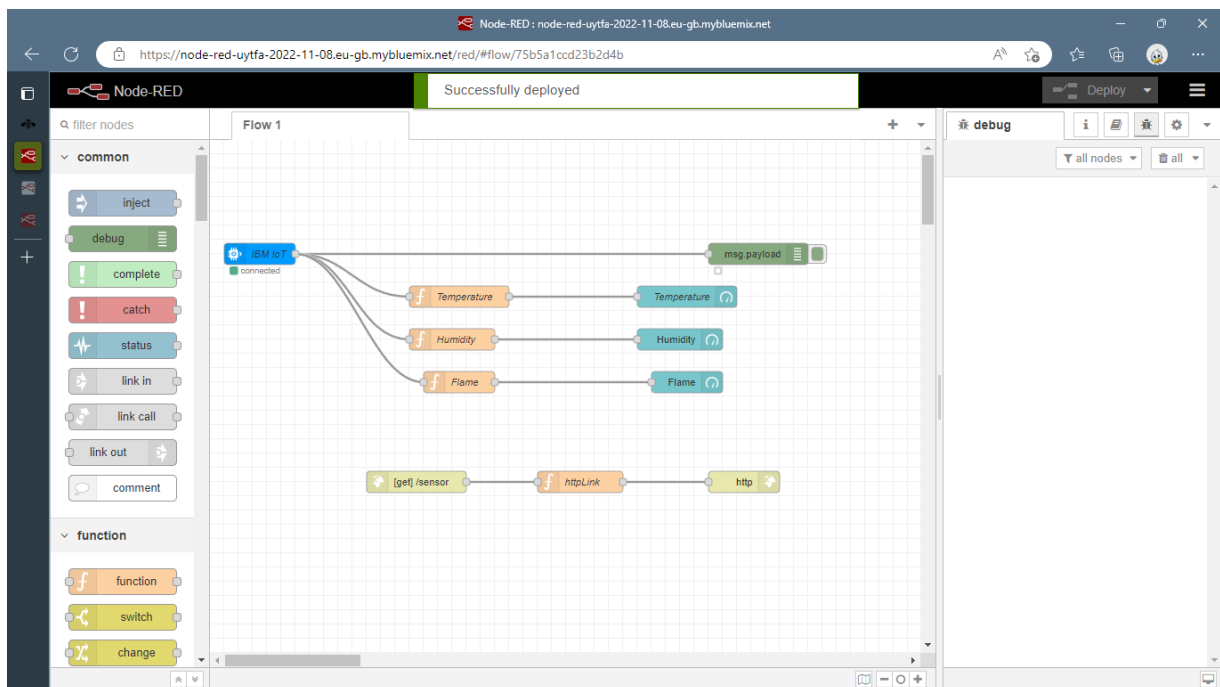 Node-RED : node-red-uytfa-2022-11-08.eu-gb.mybluemix.net
https://node-red-uytfa-2022-11-08.eu-gb.mybluemix.net/red/#flow/75b5a1ccd23b2d4b
Node-RED
Successfully deployed
Deploy
filter nodes
Flow 1
debug
i
common
all nodes
all
inject
debug
complete
catch
status
link in
link call
link out
comment
function
function
switch
change
IBM IoT
connected
msg.payload
f Temperature
Temperature
f Humidity
Humidity
f Flame
Flame
[get] /sensor
f httpLink
http